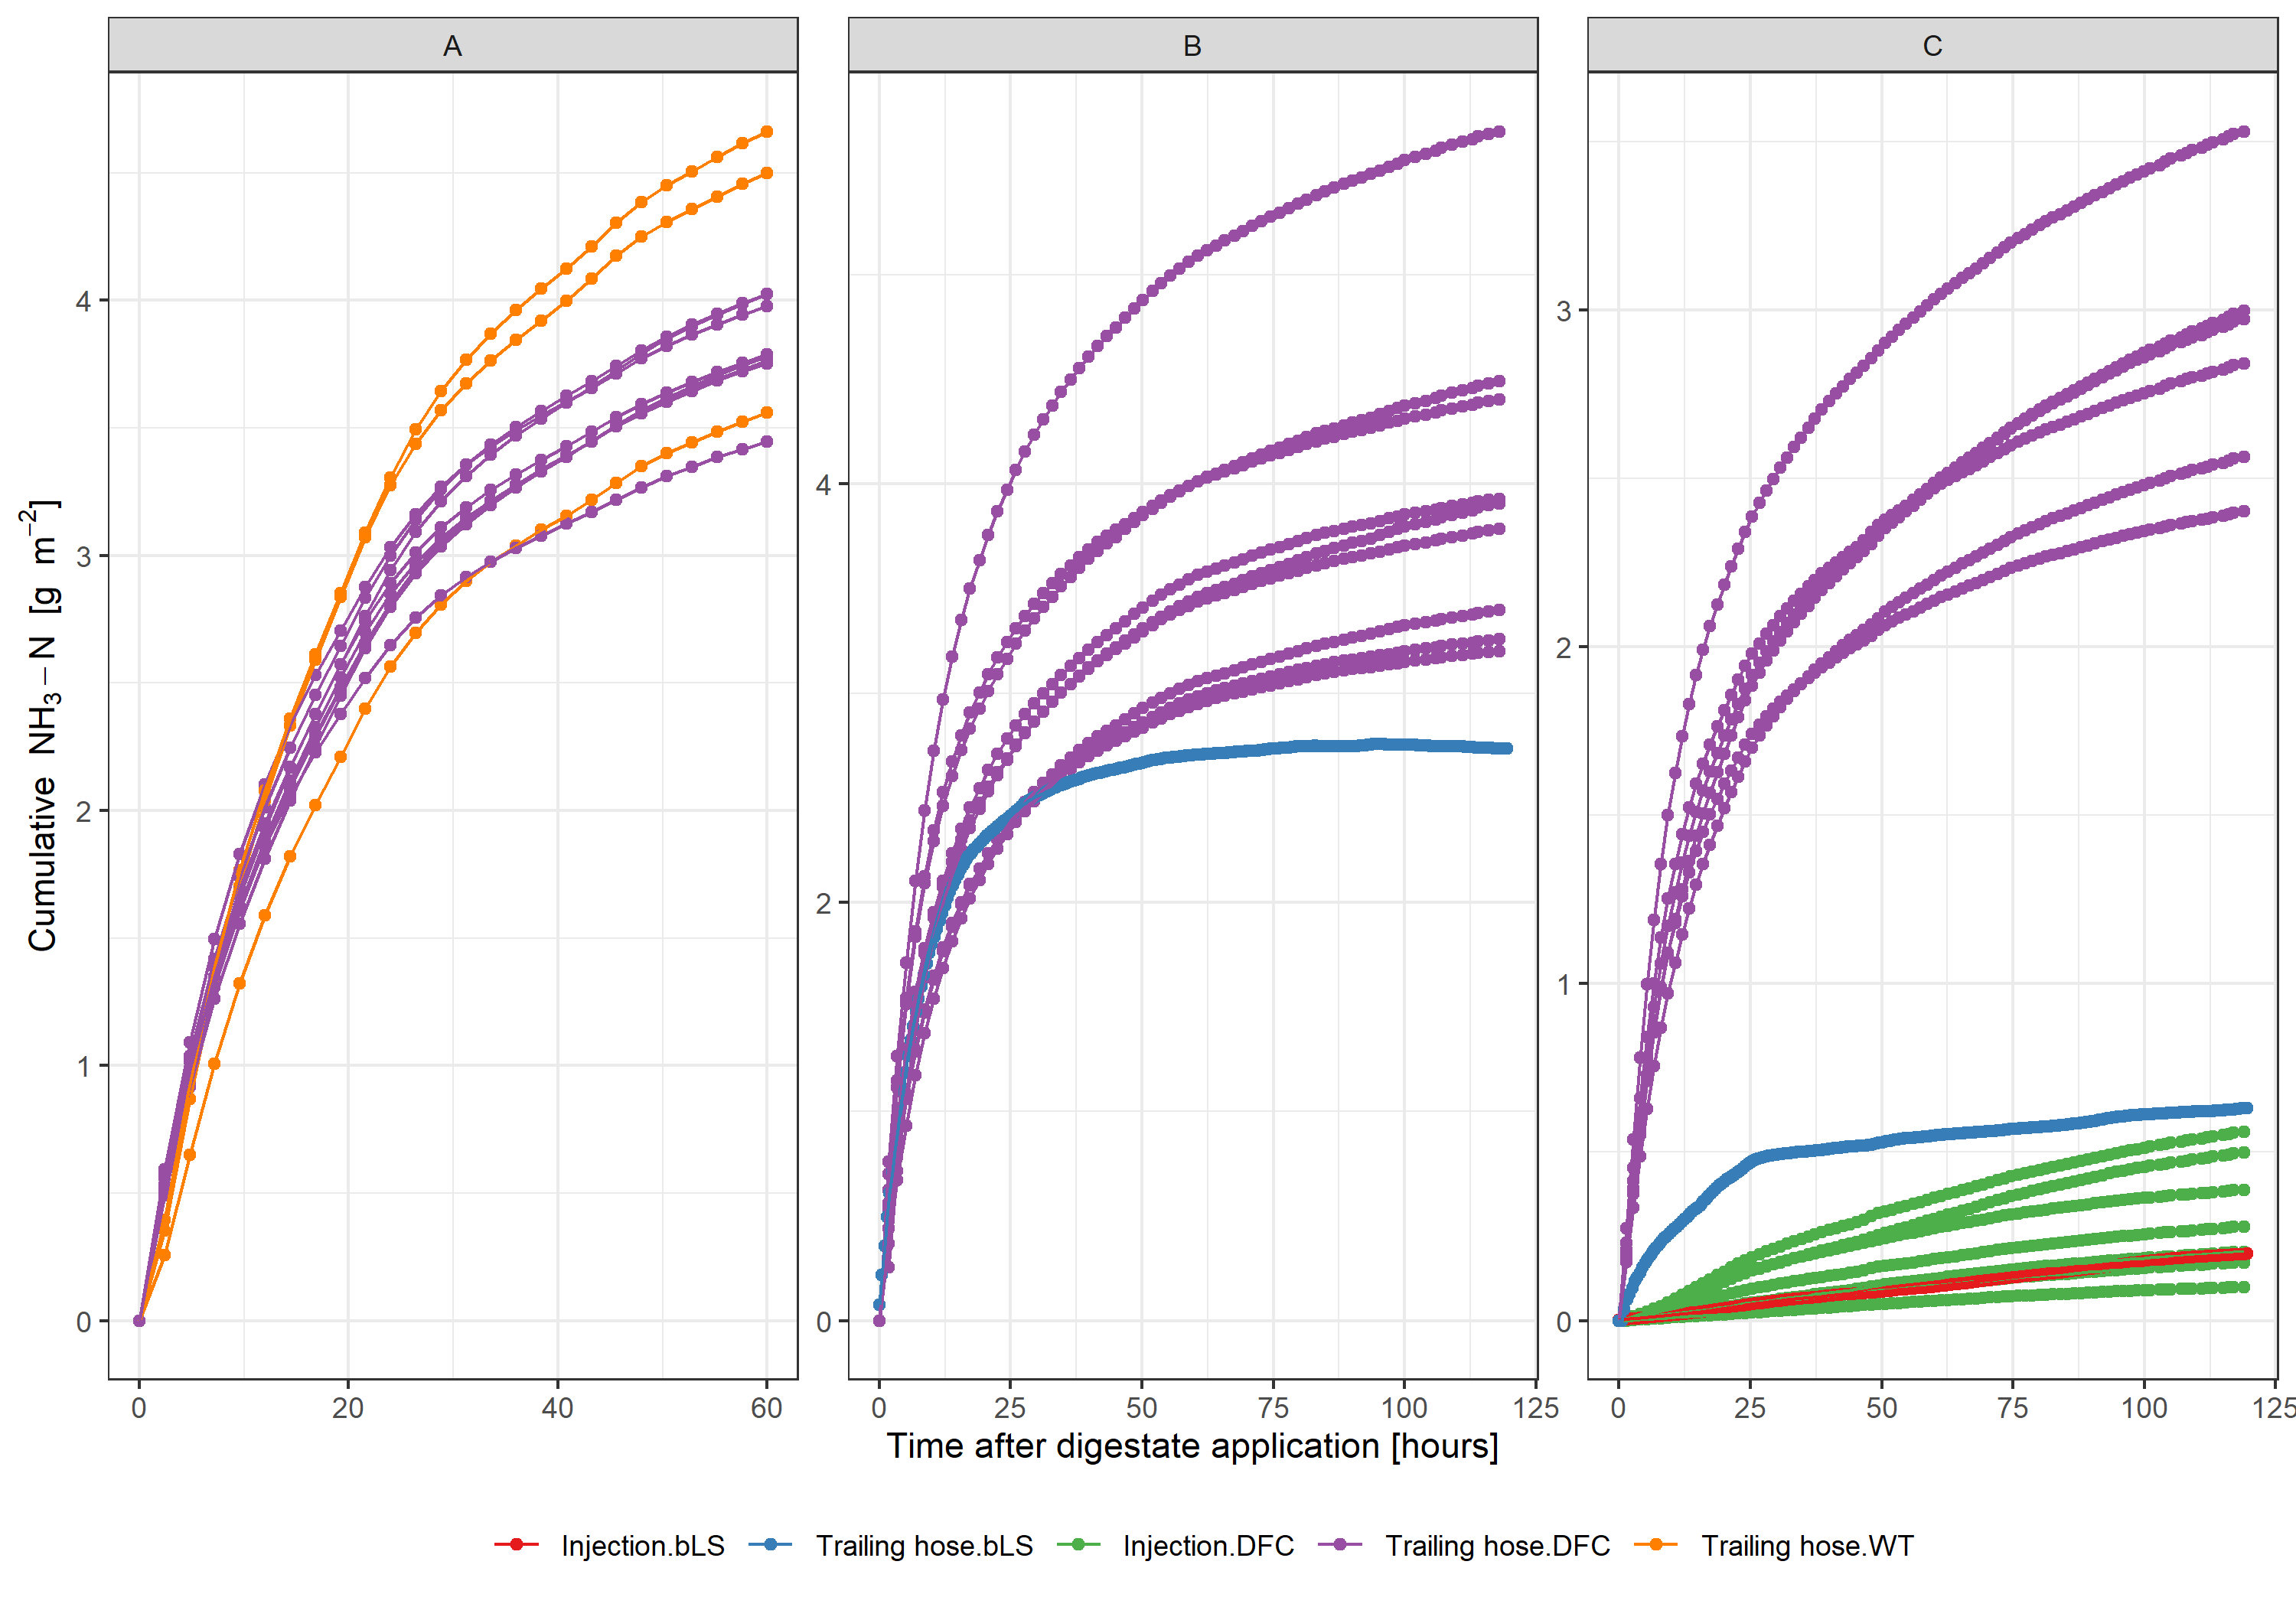 A B C
Cumulative NH₃−N [g m⁻²]
4
3
2
1
0
4
2
0
3
2
1
0
0 20 40 60
0 25 50 75 100 125
0 25 50 75 100 125
Time after digestate application [hours]
Injection.bLS Trailing hose.bLS Injection.DFC Trailing hose.DFC Trailing hose.WT